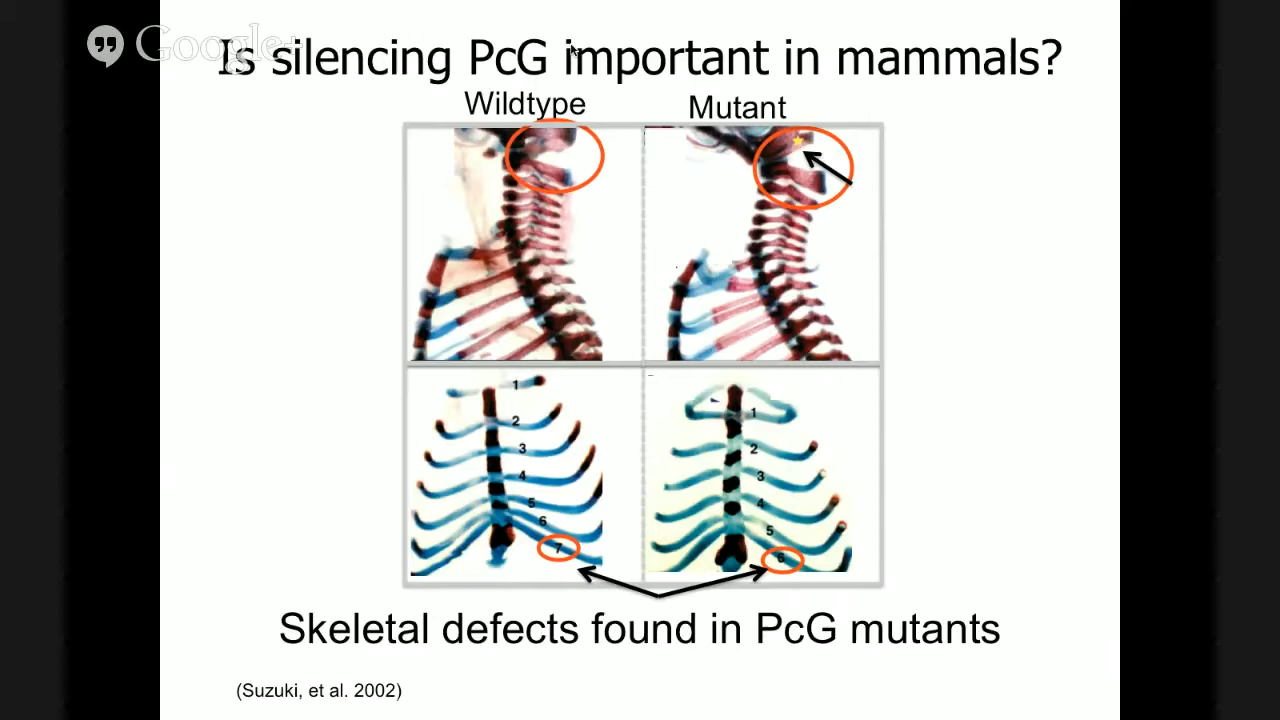 Google+
Is silencing PcG important in mammals?
Wildtype
Mutant
1
2
3
4
5
6
7
1
2
3
4
5
6
Skeletal defects found in PcG mutants
(Suzuki, et al. 2002)